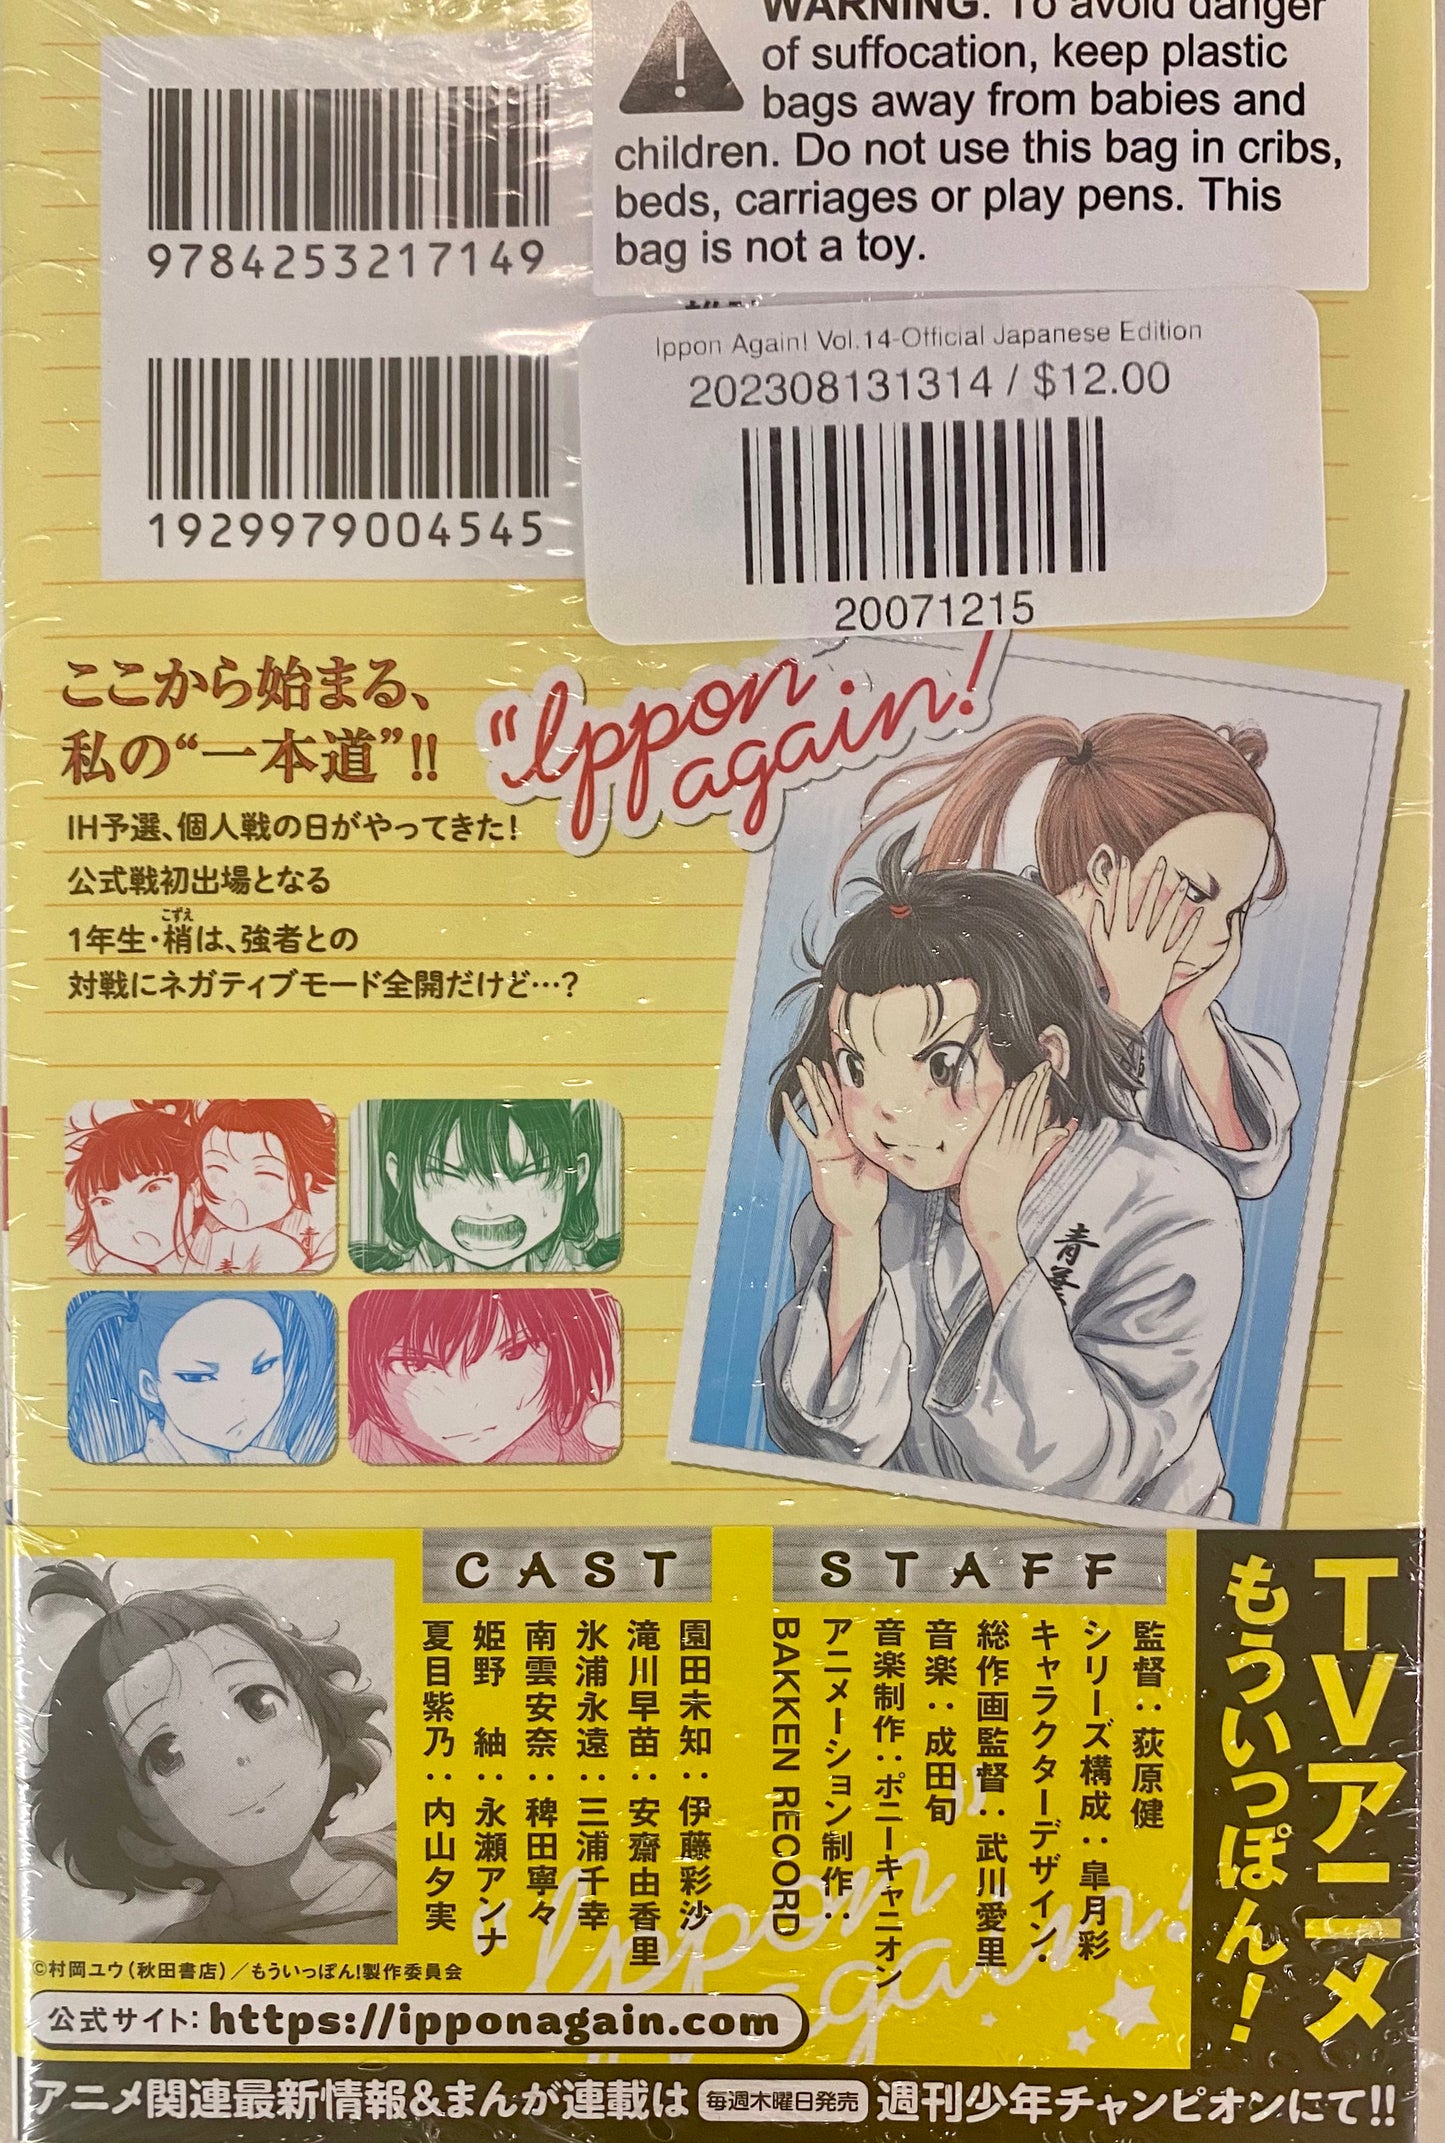 WARNING: To avoid danger
of suffocation, keep plastic
bags away from babies and
children. Do not use this bag in cribs,
beds, carriages or play pens. This
bag is not a toy.
9784253217149
1929979004545
Ippon Again! Vol.14-Official Japanese Edition
202308131314 / $12.00
20071215
ここから始まる、
私の“一本道”!!
"Ippon
again!
IH予選、個人戦の日がやってきた!
公式戦初出場となる
1年生・梢は、強者との
こずえ
対戦にネガティブモード全開だけど…?
青
青
青葉
TVアニメ
もういっぽん!
STAFF
監督:荻原健
シリーズ構成:皐月彩
キャラクターデザイン・
総作画監督:武川愛里
音楽:成田旬
音楽制作:ポニーキャニオン
アニメーション制作:
BAKKEN RECORD
CAST
園田未知:伊藤彩沙
滝川早苗:安齋由香里
氷浦永遠:三浦千幸
南雲安奈:稗田寧々
姫野 紬:永瀬アンナ
夏目紫乃:内山夕実
"Ippon"
again!
©村岡ユウ(秋田書店)/もういっぽん!製作委員会
公式サイト:https://ipponagain.com
アニメ関連最新情報&まんが連載は 毎週木曜日発売 週刊少年チャンピオンにて!!